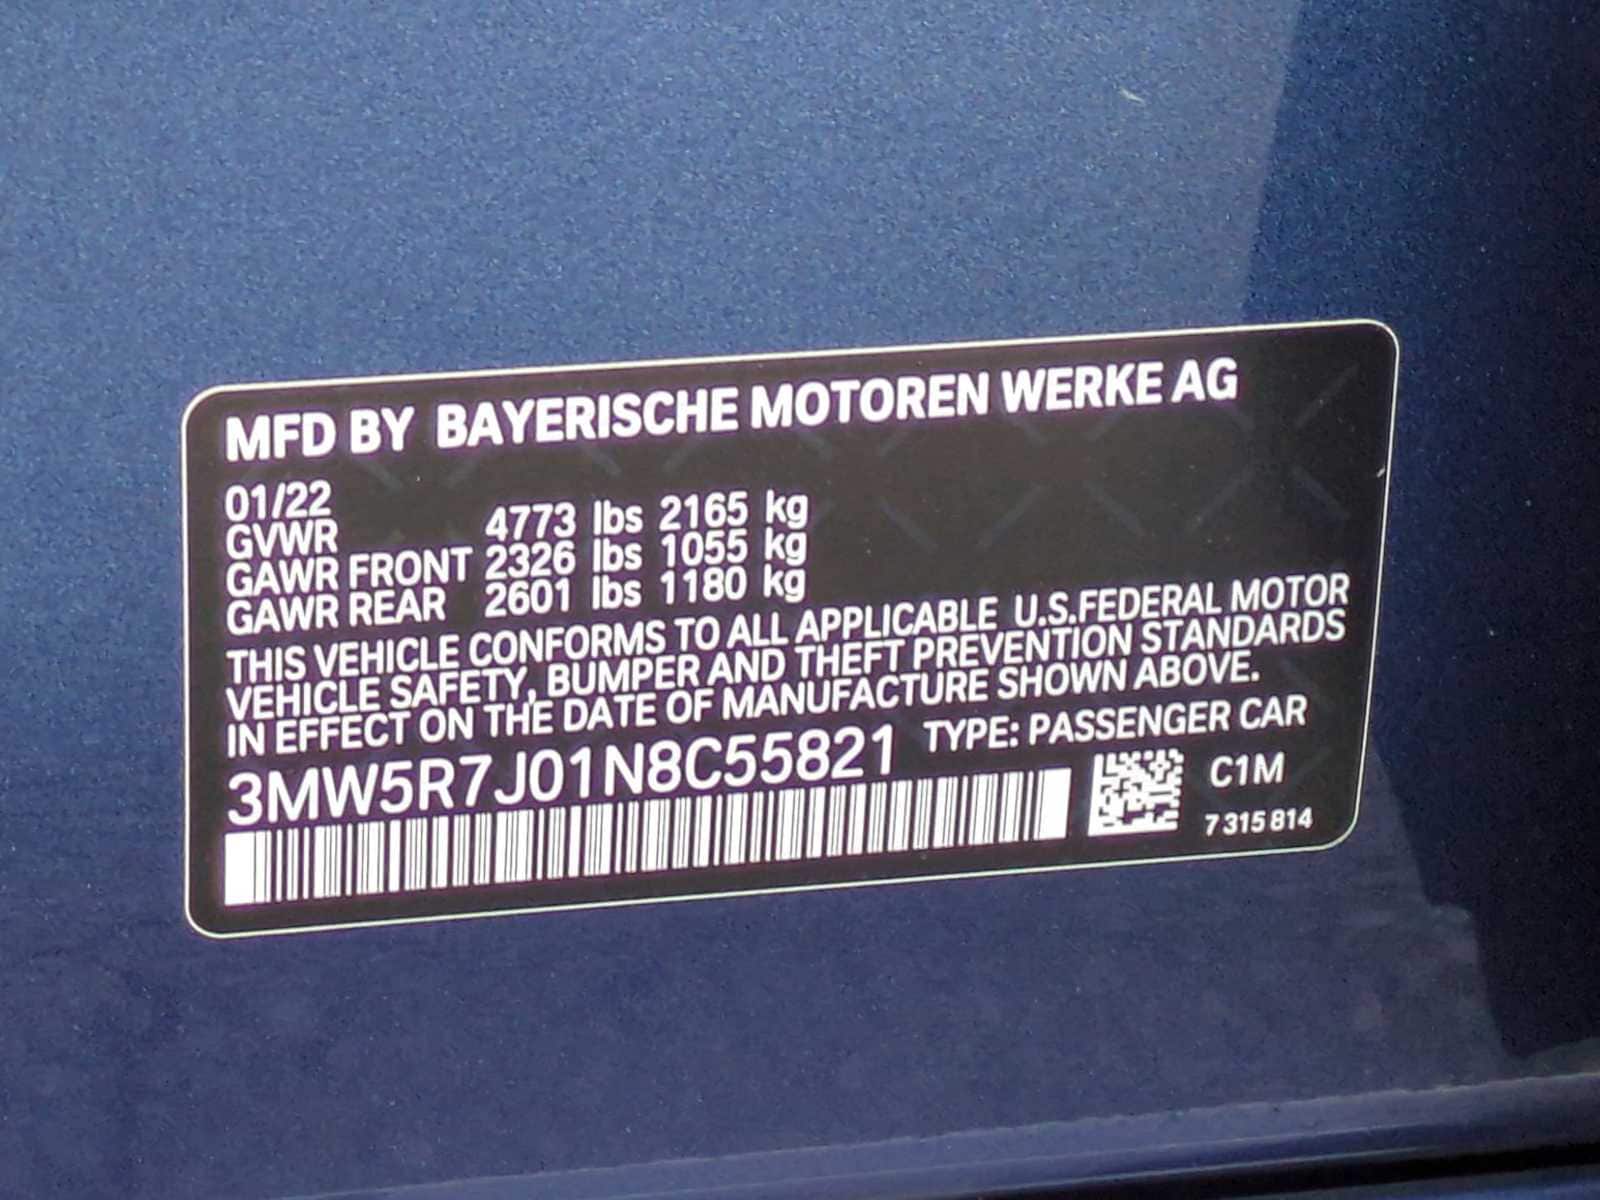 MFD BY BAYERISCHE MOTOREN WERKE AG
01/22
GVWR 4773 lbs 2165 kg
GAWR FRONT 2326 lbs 1055 kg
GAWR REAR 2601 lbs 1180 kg
THIS VEHICLE CONFORMS TO ALL APPLICABLE U.S.FEDERAL MOTOR
VEHICLE SAFETY, BUMPER AND THEFT PREVENTION STANDARDS
IN EFFECT ON THE DATE OF MANUFACTURE SHOWN ABOVE.
3MW5R7J01N8C55821 TYPE: PASSENGER CAR
C1M
7 315 814